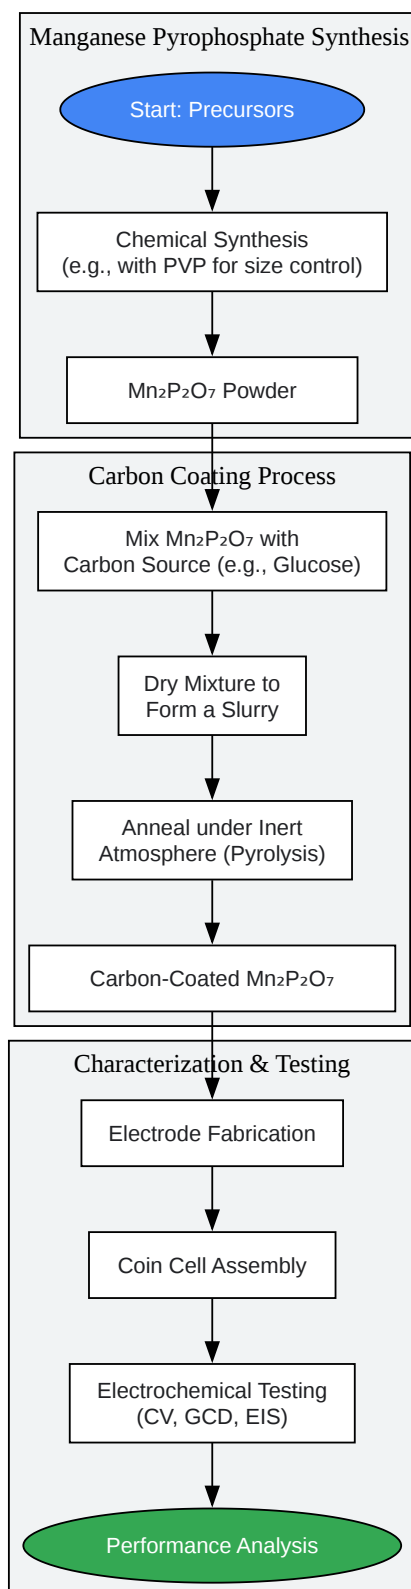 Manganese Pyrophosphate Synthesis
Start: Precursors
Chemical Synthesis
(e.g., with PVP for size control)
Mn₂P₂O₇ Powder
Carbon Coating Process
Mix Mn₂P₂O₇ with
Carbon Source (e.g., Glucose)
Dry Mixture to
Form a Slurry
Anneal under Inert
Atmosphere (Pyrolysis)
Carbon-Coated Mn₂P₂O₇
Characterization & Testing
Electrode Fabrication
Coin Cell Assembly
Electrochemical Testing
(CV, GCD, EIS)
Performance Analysis